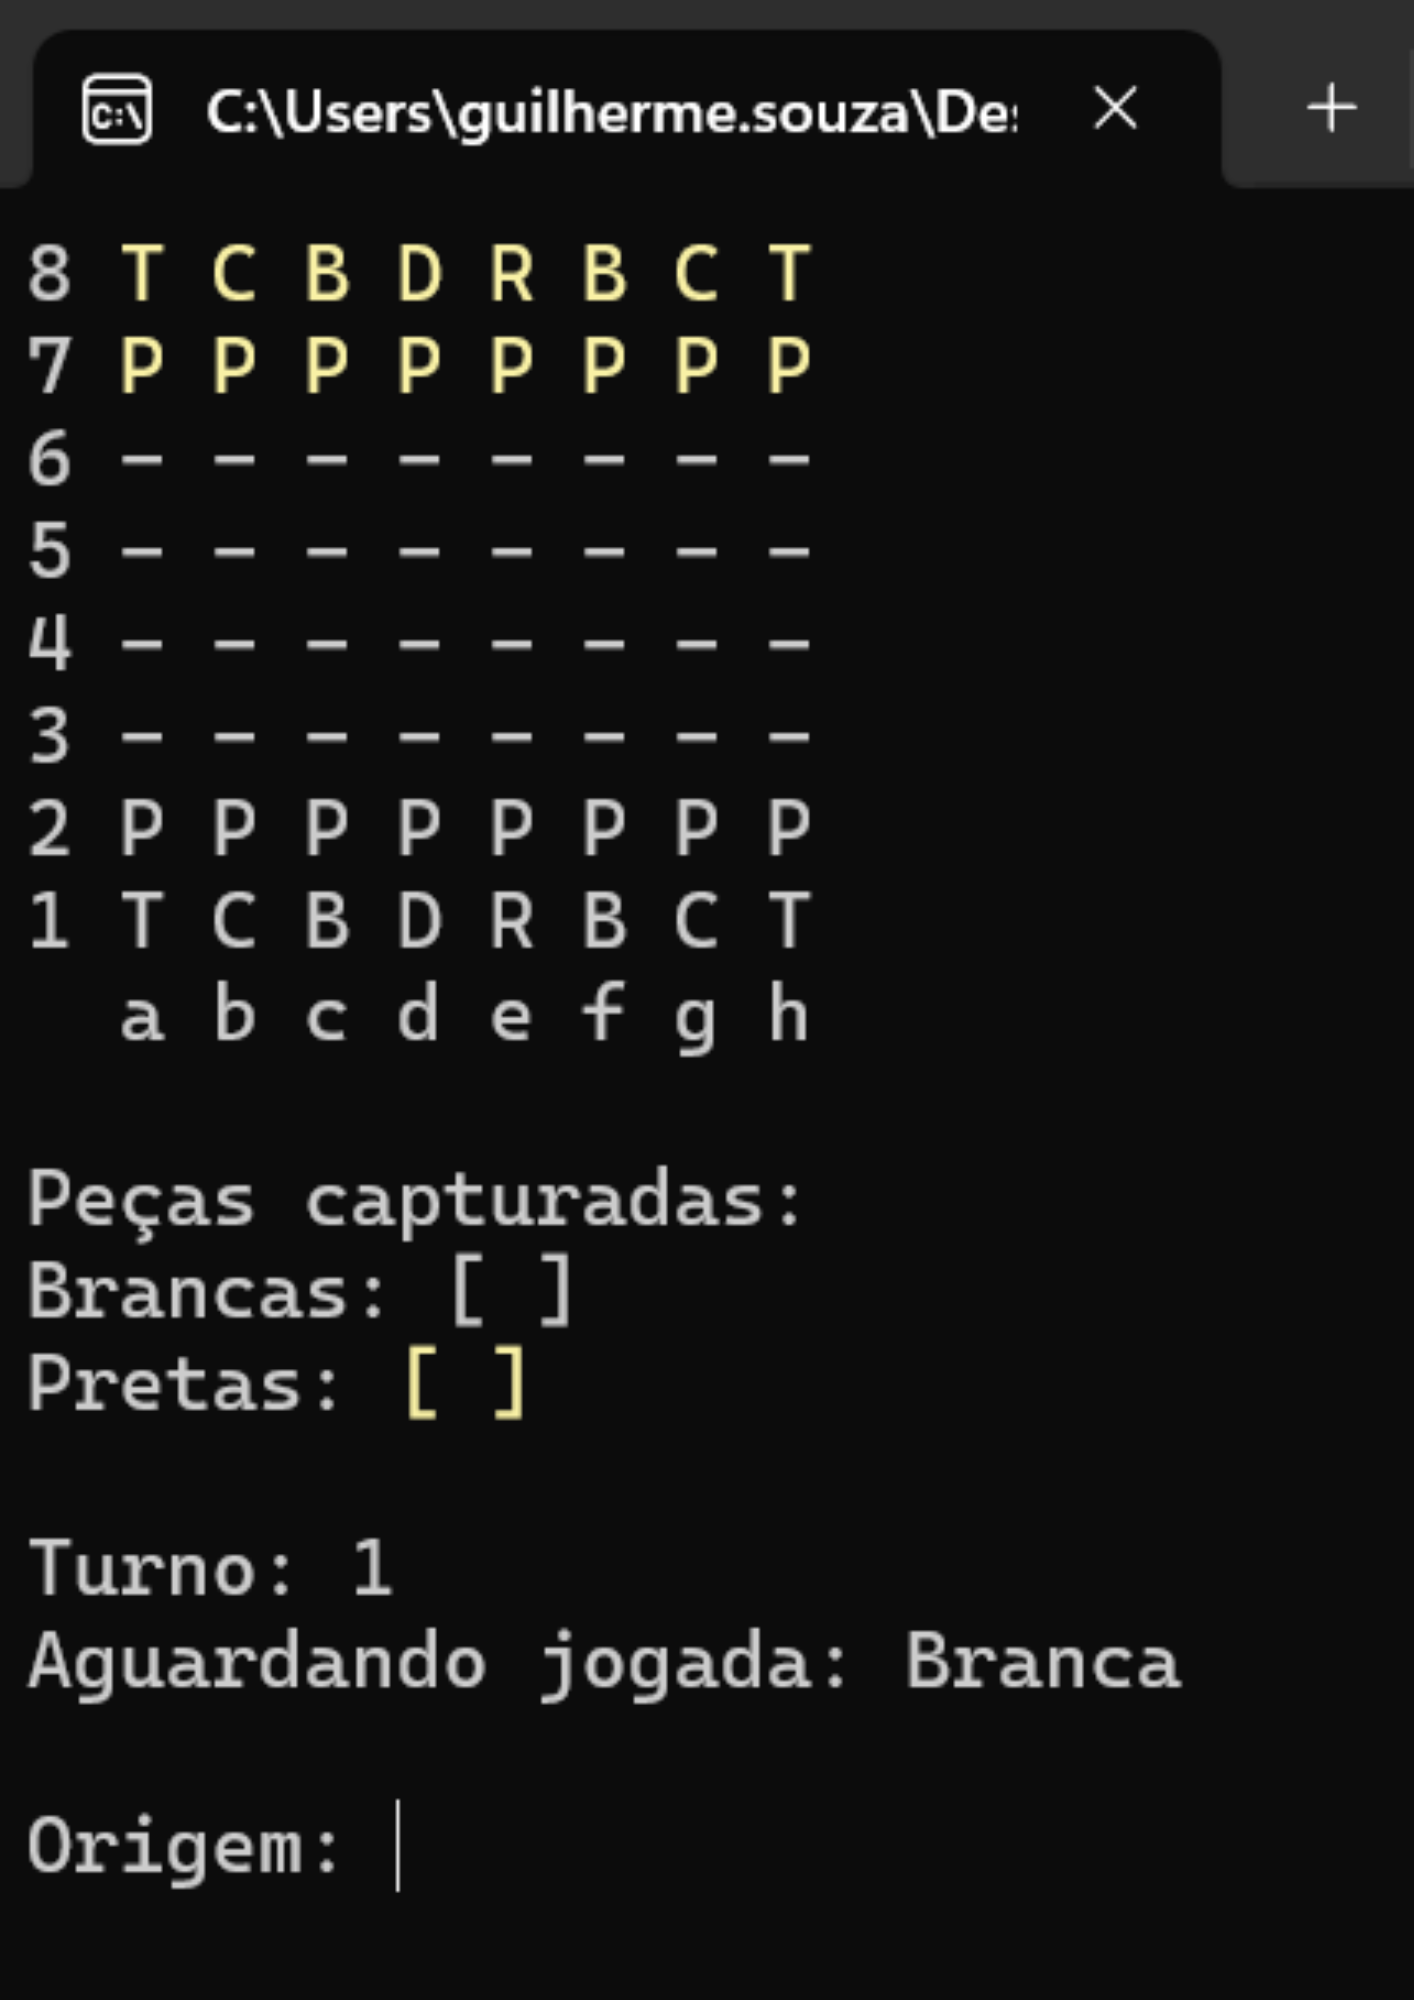 C:\Users\guilherme.souza\De
8 T C B D R B C T
7 P P P P P P P P
6 - - - - - - - -
5 - - - - - - - -
4 - - - - - - - -
3 - - - - - - - -
2 P P P P P P P P
1 T C B D R B C T
a b c d e f g h
Peças capturadas:
Brancas: [ ]
Pretas: [ ]
Turno: 1
Aguardando jogada: Branca
Origem: